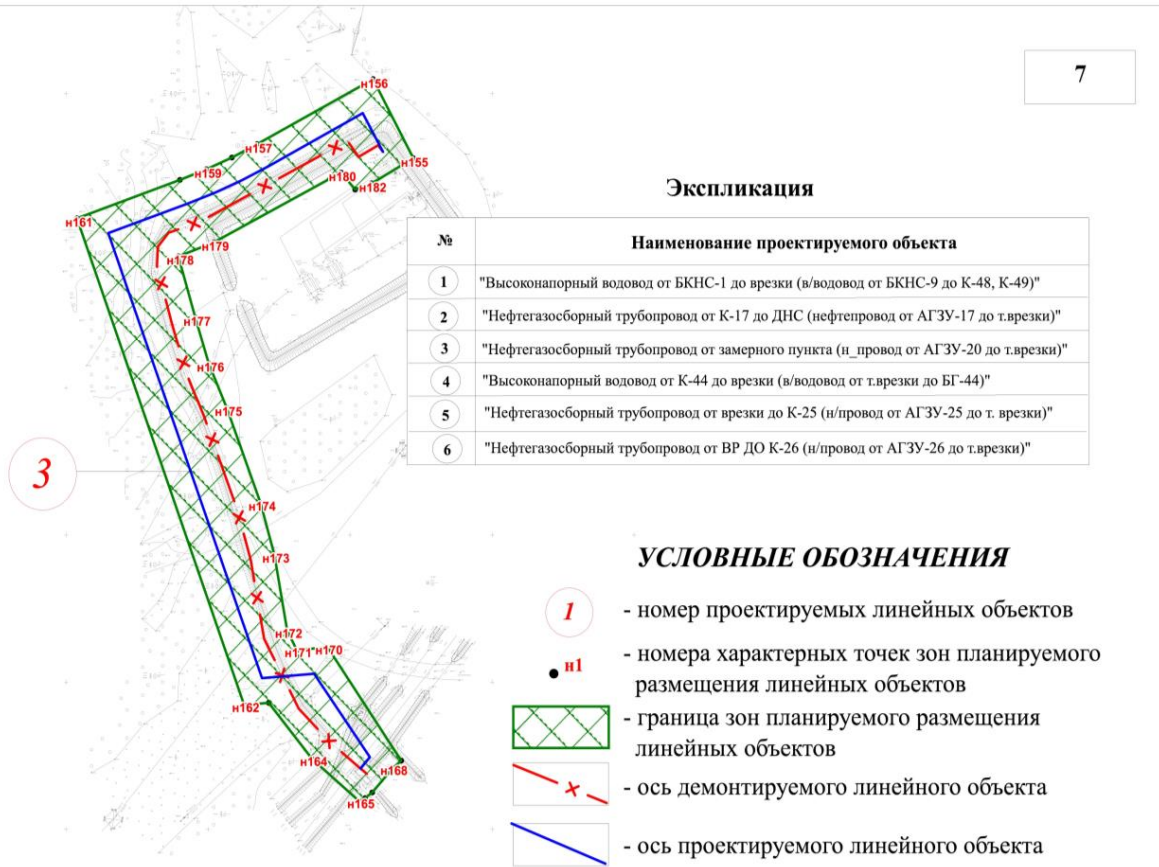 7
н156
н157
н155
н159
н180
н182
н161
н179
н178
н177
н176
н175
3
н174
н173
н172
н171
н170
н162
н164
н168
н165
Экспликация
№ Наименование проектируемого объекта
1 "Высоконапорный водовод от БКНС-1 до врезки (в/водовод от БКНС-9 до К-48, К-49)"
2 "Нефтегазосборный трубопровод от К-17 до ДНС (нефтепровод от АГЗУ-17 до т.врезки)"
3 "Нефтегазосборный трубопровод от замерного пункта (н_провод от АГЗУ-20 до т.врезки)"
4 "Высоконапорный водовод от К-44 до врезки (в/водовод от т.врезки до БГ-44)"
5 "Нефтегазосборный трубопровод от врезки до К-25 (н/провод от АГЗУ-25 до т. врезки)"
6 "Нефтегазосборный трубопровод от ВР ДО К-26 (н/провод от АГЗУ-26 до т.врезки)"
УСЛОВНЫЕ ОБОЗНАЧЕНИЯ
1 - номер проектируемых линейных объектов
н1 - номера характерных точек зон планируемого
размещения линейных объектов
- граница зон планируемого размещения
линейных объектов
- ось демонтируемого линейного объекта
- ось проектируемого линейного объекта